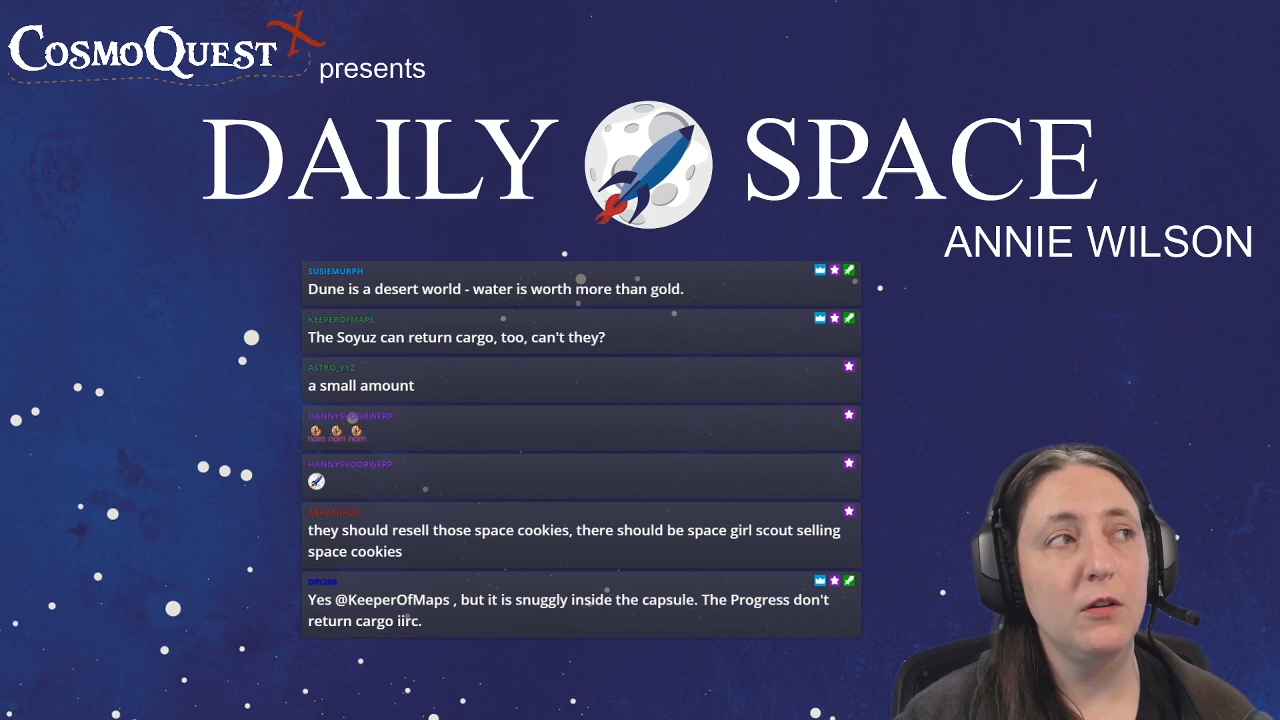 CosmoQuest X
presents
DAILY SPACE
ANNIE WILSON
SUSIEMURPH
Dune is a desert world - water is worth more than gold.
KEEPEROFMAPS
The Soyuz can return cargo, too, can't they?
ASTRO_YYZ
a small amount
HANNYSVOORWERP
nom nom nom
HANNYSVOORWERP
they should resell those space cookies, there should be space girl scout selling
space cookies
Yes @KeeperOfMaps , but it is snuggly inside the capsule. The Progress don't
return cargo iirc.